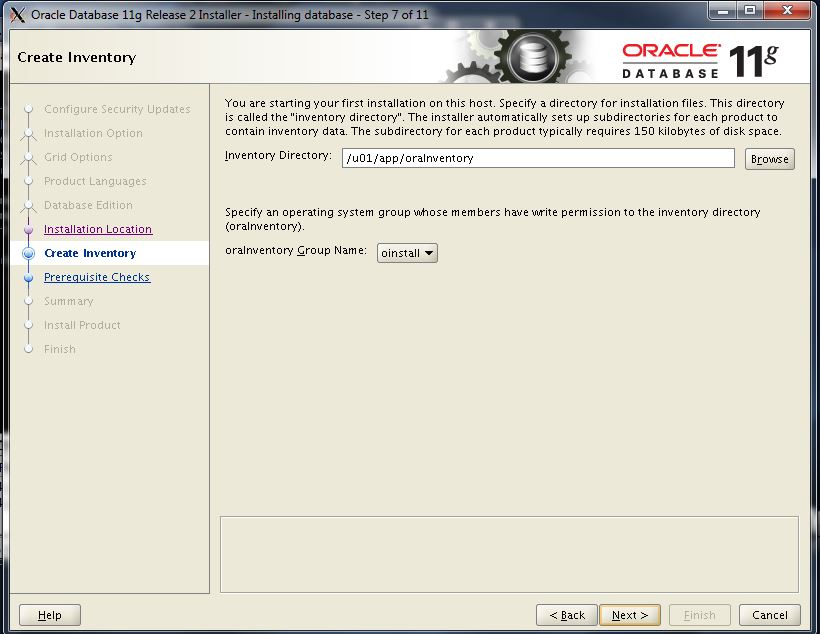 Oracle Database 11g Release 2 Installer - Installing database - Step 7 of 11
Create Inventory
ORACLE
DATABASE
11g
Configure Security Updates
Installation Option
Grid Options
Product Languages
Database Edition
Installation Location
Create Inventory
Prerequisite Checks
Summary
Install Product
Finish
You are starting your first installation on this host. Specify a directory for installation files. This directory
is called the "inventory directory". The installer automatically sets up subdirectories for each product to
contain inventory data. The subdirectory for each product typically requires 150 kilobytes of disk space.
Inventory Directory: /u01/app/oraInventory Browse
Specify an operating system group whose members have write permission to the inventory directory
(oraInventory).
oraInventory Group Name: oinstall
Help < Back Next > Finish Cancel